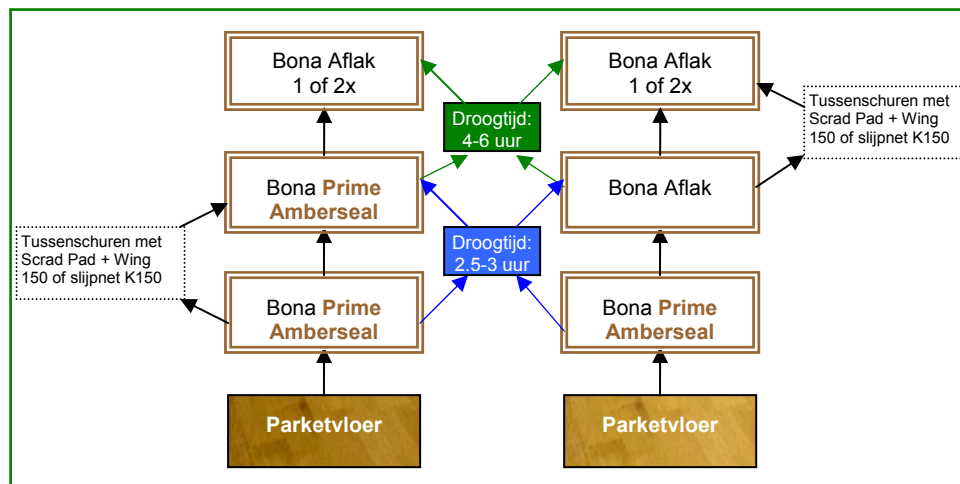 Bona Aflak
1 of 2x
Bona Aflak
1 of 2x
Droogtijd:
4-6 uur
Tussenschuren met
Scrad Pad + Wing
150 of slijpnet K150
Bona Prime
Amberseal
Bona Aflak
Tussenschuren met
Scrad Pad + Wing
150 of slijpnet K150
Droogtijd:
2.5-3 uur
Bona Prime
Amberseal
Bona Prime
Amberseal
Parketvloer
Parketvloer